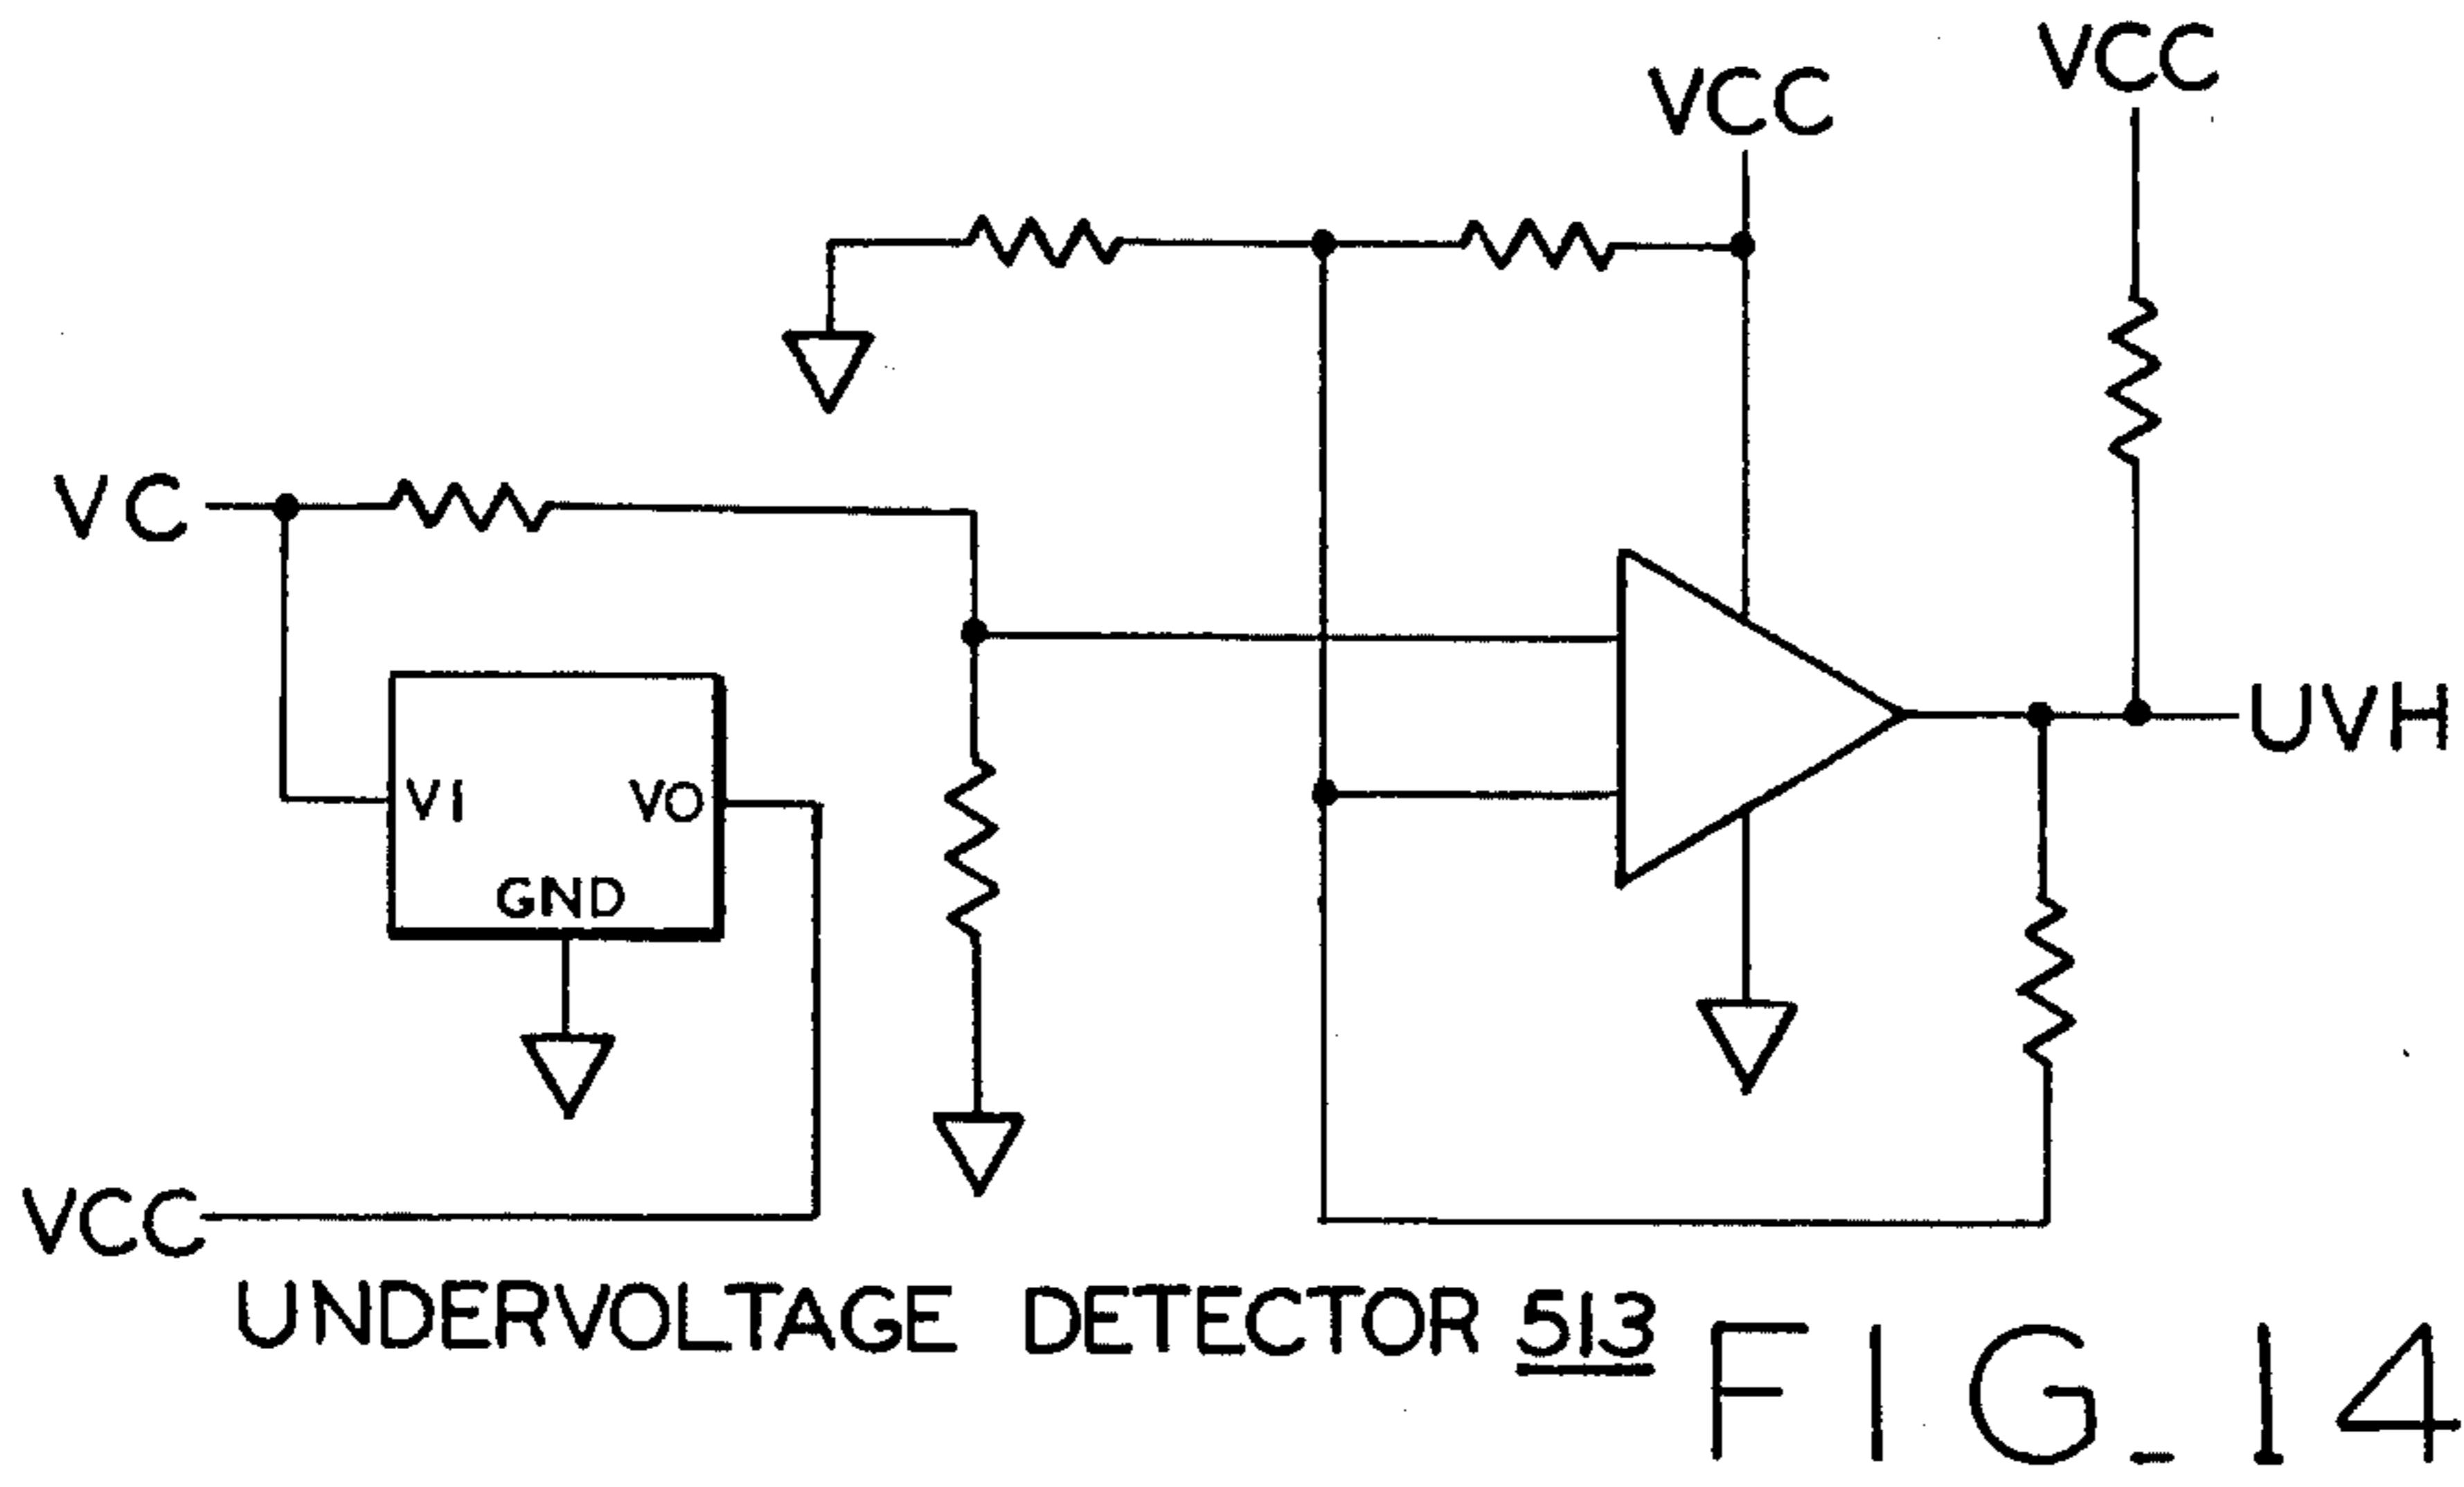 VCC
VCC
VC
VI VO
GND
UVH
VCC
UNDERVOLTAGE DETECTOR 513
FIG_14